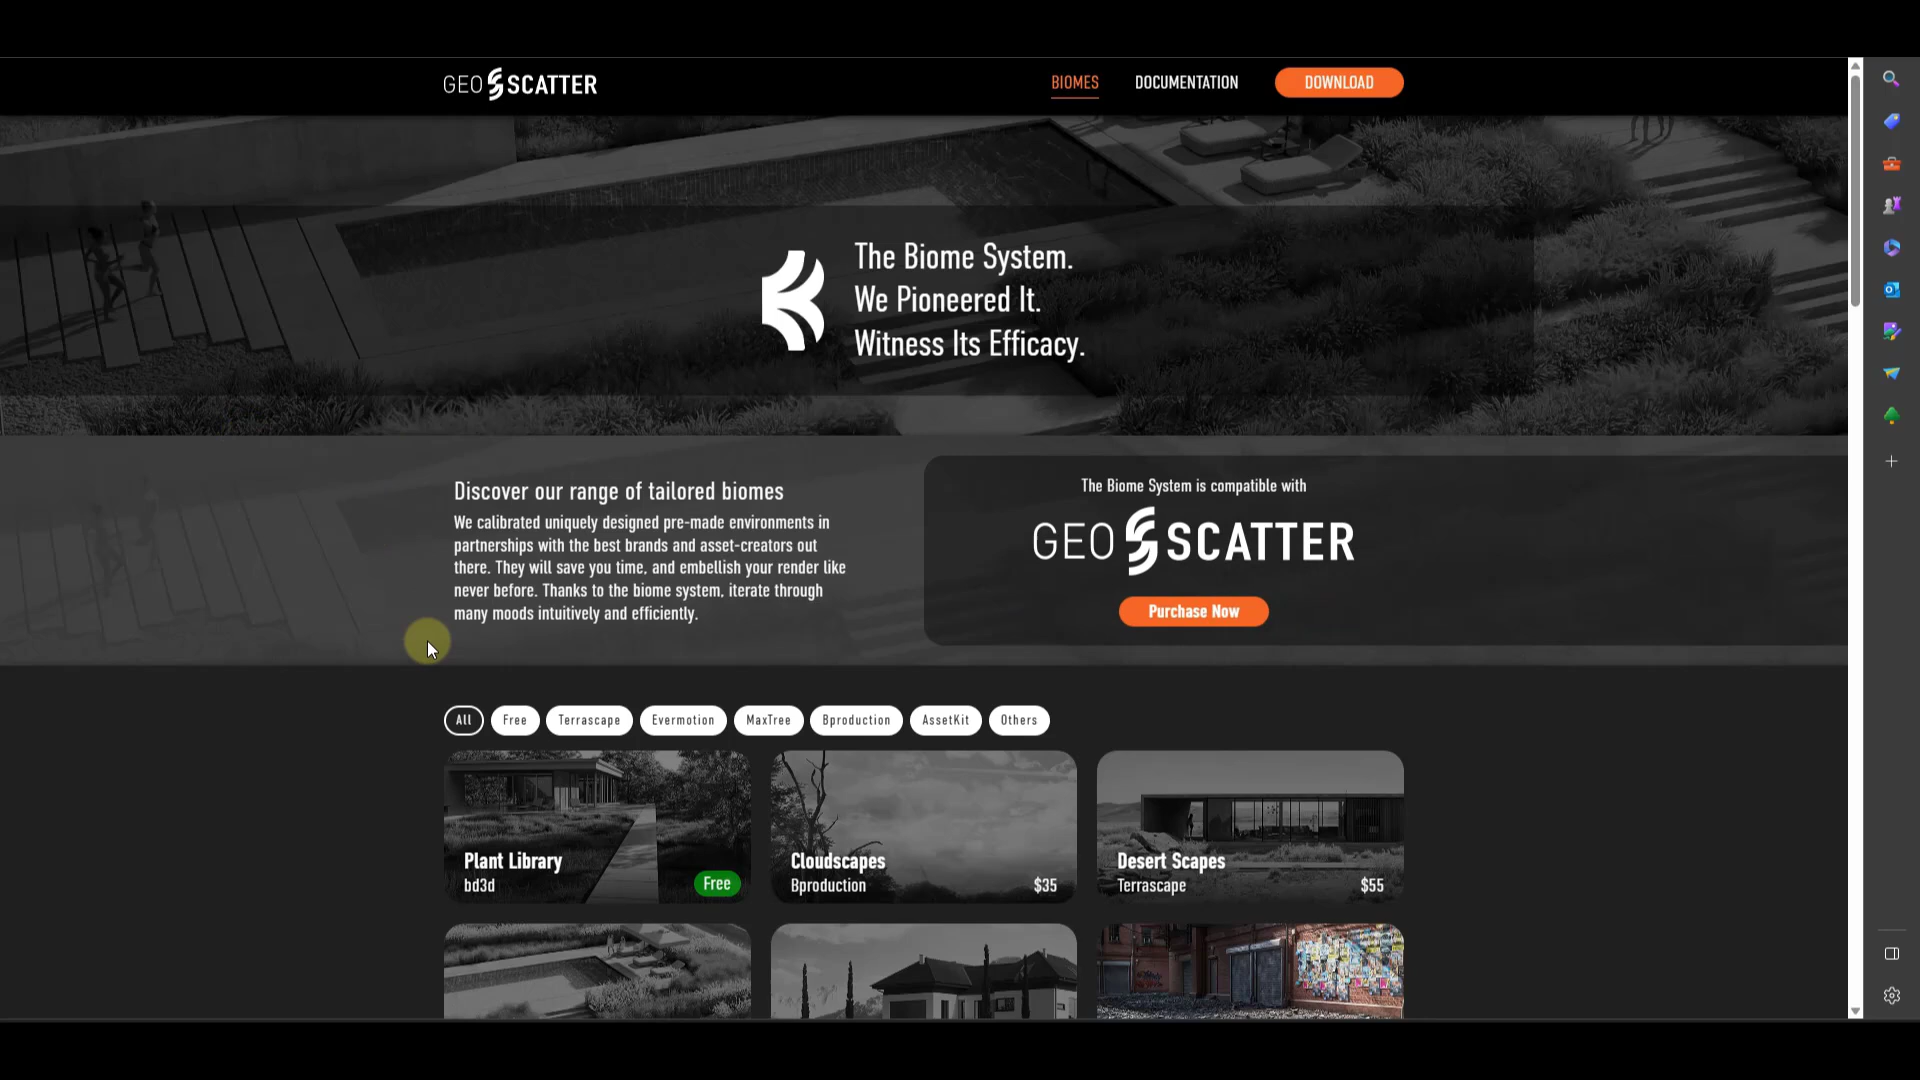 GEO SCATTER
BIOMES
DOCUMENTATION
DOWNLOAD
The Biome System.
We Pioneered It.
Witness Its Efficacy.
Discover our range of tailored biomes
We calibrated uniquely designed pre-made environments in
partnerships with the best brands and asset-creators out
there. They will save you time, and embellish your render like
never before. Thanks to the biome system, iterate through
many moods intuitively and efficiently.
The Biome System is compatible with
GEO SCATTER
Purchase Now
All
Free
Terrascape
Evermotion
MaxTree
Bproduction
AssetKit
Others
Plant Library
bd3d
Free
Cloudscapes
Bproduction
$35
Desert Scapes
Terrascape
$55